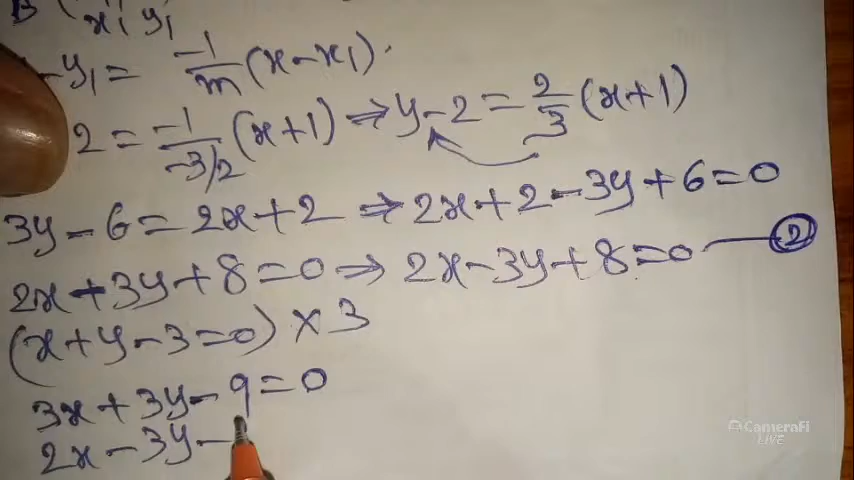 B ( x₁ y₁
- y₁ = -1/m (x - x₁).
2 = -1/(-3/2) (x + 1) ⇒ y - 2 = 2/3 (x + 1)
3y - 6 = 2x + 2 ⇒ 2x + 2 - 3y + 6 = 0
2x - 3y + 8 = 0 ⇒ 2x - 3y + 8 = 0 — ②
(x + y - 3 = 0) × 3
3x + 3y - 9 = 0
2x - 3y -
CameraFi
LIVE